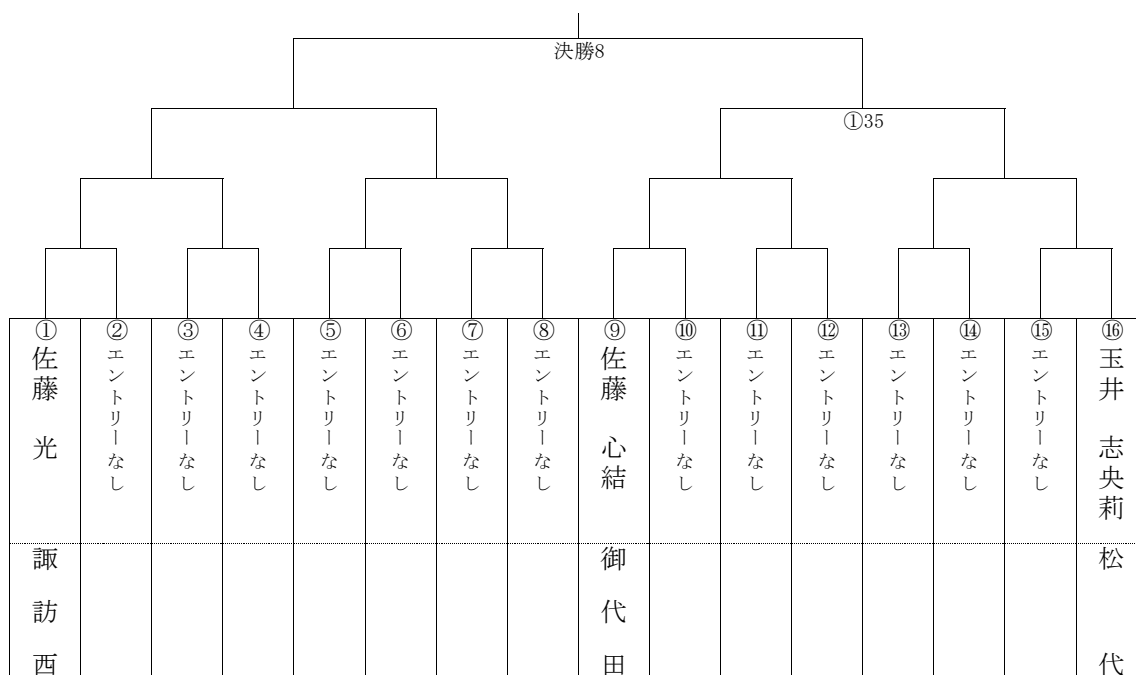 決勝8
①35
①
佐藤 光
諏訪西
②
エントリーなし
③
エントリーなし
④
エントリーなし
⑤
エントリーなし
⑥
エントリーなし
⑦
エントリーなし
⑧
エントリーなし
⑨
佐藤 心結
御代田
⑩
エントリーなし
⑪
エントリーなし
⑫
エントリーなし
⑬
エントリーなし
⑭
エントリーなし
⑮
エントリーなし
⑯
玉井 志央莉
松代